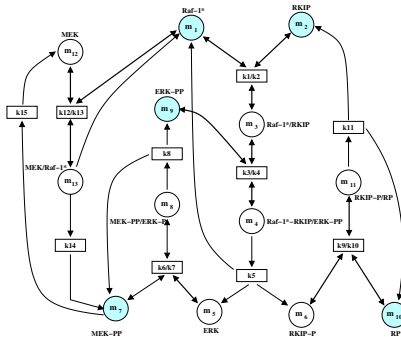 Raf-1*
RKIP
MEK
m1
m2
m12
k1/k2
ERK-PP
k15
k12/k13
m9
m3
Raf-1*/RKIP
k11
k8
MEK/Raf-1*
k3/k4
m13
m11
RKIP-P/RP
m8
m4
MEK-PP/ERK-P
Raf-1*-RKIP/ERK-PP
k14
k9/k10
k6/k7
k5
m7
m5
m6
m10
MEK-PP
ERK
RKIP-P
RP